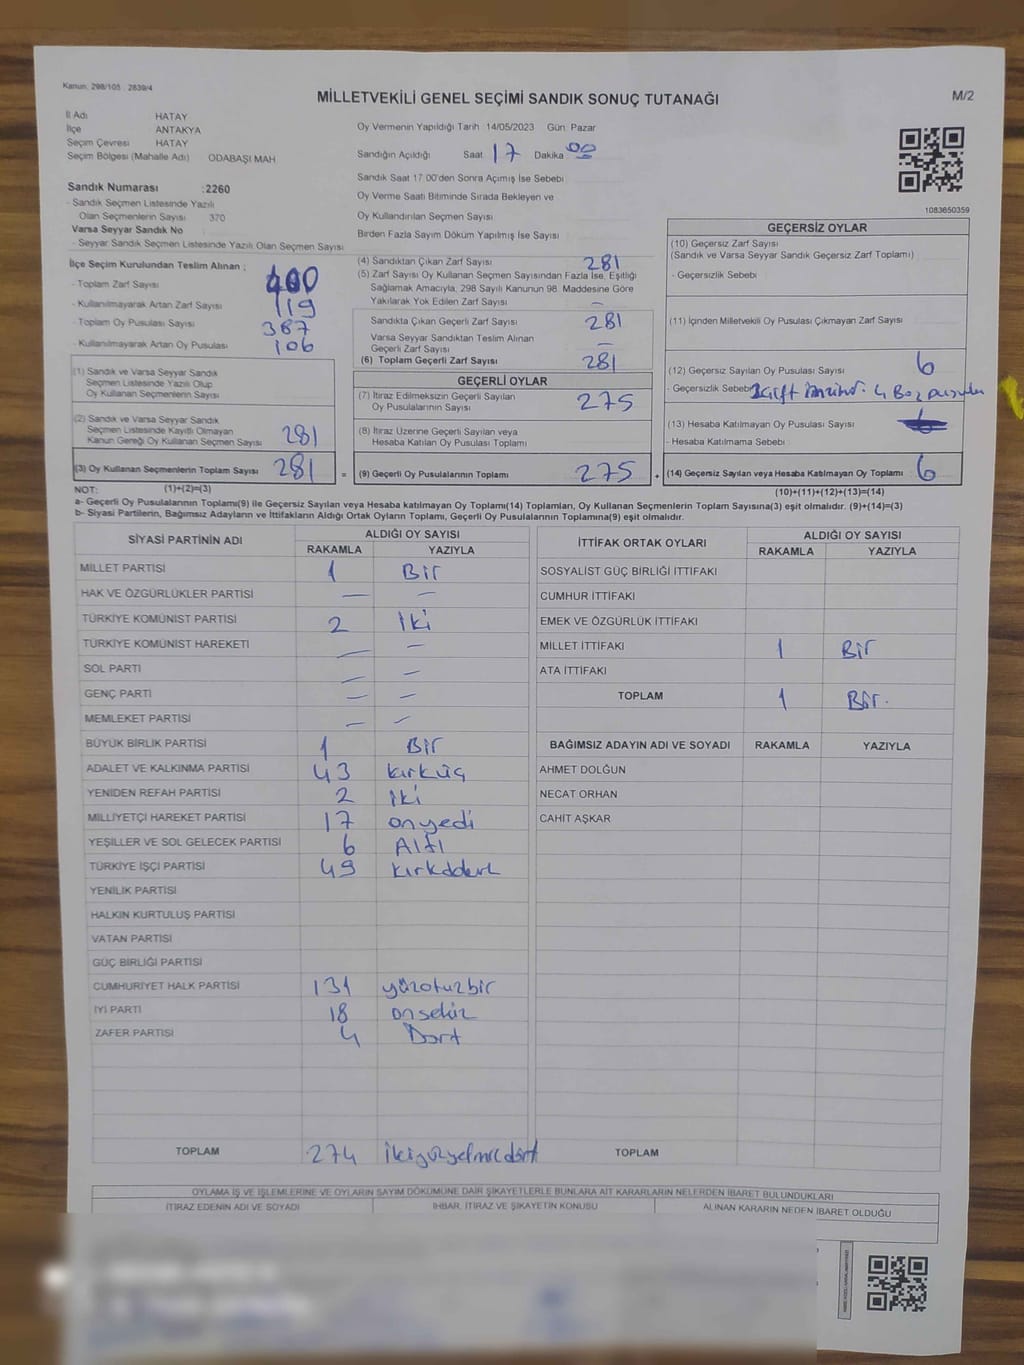 Kanun: 298/105 , 2839/4
MİLLETVEKİLİ GENEL SEÇİMİ SANDIK SONUÇ TUTANAĞI
M/2
İl Adı HATAY
İlçe ANTAKYA
Seçim Çevresi HATAY
Seçim Bölgesi (Mahalle Adı) ODABAŞI MAH
Sandık Numarası :2260
- Sandık Seçmen Listesinde Yazılı
Olan Seçmenlerin Sayısı 370
Varsa Seyyar Sandık No
- Seyyar Sandık Seçmen Listesinde Yazılı Olan Seçmen Sayısı
Oy Vermenin Yapıldığı Tarih 14/05/2023 Gün Pazar
Sandığın Açıldığı Saat 17 Dakika 00
Sandık Saat 17:00'den Sonra Açımış İse Sebebi
Oy Verme Saati Bitiminde Sırada Bekleyen ve
Oy Kullandırılan Seçmen Sayısı
Birden Fazla Sayım Döküm Yapılmış İse Sayısı
1083650359
İlçe Seçim Kurulundan Teslim Alınan ;
- Toplam Zarf Sayısı 400
- Kullanılmayarak Artan Zarf Sayısı 119
- Toplam Oy Pusulası Sayısı 387
- Kullanılmayarak Artan Oy Pusulası 106
(1) Sandık ve Varsa Seyyar Sandık
Seçmen Listesinde Yazılı Olup
Oy Kullanan Seçmenlerin Sayısı
(2) Sandık ve Varsa Seyyar Sandık
Seçmen Listesinde Kayıtlı Olmayan
Kanun Gereği Oy Kullanan Seçmen Sayısı 281
(3) Oy Kullanan Seçmenlerin Toplam Sayısı 281 =
(1)+(2)=(3)
(4) Sandıktan Çıkan Zarf Sayısı 281
(5) Zarf Sayısı Oy Kullanan Seçmen Sayısından Fazla İse, Eşitliği
Sağlamak Amacıyla, 298 Sayılı Kanunun 98. Maddesine Göre
Yakılarak Yok Edilen Zarf Sayısı –
Sandıkta Çıkan Geçerli Zarf Sayısı 281
Varsa Seyyar Sandıktan Teslim Alınan
Geçerli Zarf Sayısı –
(6) Toplam Geçerli Zarf Sayısı 281
GEÇERLİ OYLAR
(7) İtiraz Edilmeksizin Geçerli Sayılan
Oy Pusulalarının Sayısı 275
(8) İtiraz Üzerine Geçerli Sayılan veya
Hesaba Katılan Oy Pusulası Toplamı
(9) Geçerli Oy Pusulalarının Toplamı 275 +
GEÇERSİZ OYLAR
(10) Geçersiz Zarf Sayısı
(Sandık ve Varsa Seyyar Sandık Geçersiz Zarf Toplamı)
- Geçersizlik Sebebi
(11) İçinden Milletvekili Oy Pusulası Çıkmayan Zarf Sayısı
(12) Geçersiz Sayılan Oy Pusulası Sayısı 6
- Geçersizlik Sebebi
(13) Hesaba Katılmayan Oy Pusulası Sayısı
- Hesaba Katılmama Sebebi
(14) Geçersiz Sayılan veya Hesaba Katılmayan Oy Toplamı 6
(10)+(11)+(12)+(13)=(14)
NOT:
a- Geçerli Oy Pusulalarının Toplamı(9) ile Geçersiz Sayılan veya Hesaba katılmayan Oy Toplamı(14) Toplamları, Oy Kullanan Seçmenlerin Toplam Sayısına(3) eşit olmalıdır. (9)+(14)=(3)
b- Siyasi Partilerin, Bağımsız Adayların ve İttifakların Aldığı Ortak Oyların Toplamı, Geçerli Oy Pusulalarının Toplamına(9) eşit olmalıdır.
SİYASİ PARTİNİN ADI ALDIĞI OY SAYISI
RAKAMLA YAZIYLA
MİLLET PARTİSİ 1 Bir
HAK VE ÖZGÜRLÜKLER PARTİSİ – –
TÜRKİYE KOMÜNİST PARTİSİ 2 İki
TÜRKİYE KOMÜNİST HAREKETİ – –
SOL PARTİ – –
GENÇ PARTİ – –
MEMLEKET PARTİSİ – –
BÜYÜK BİRLİK PARTİSİ 1 Bir
ADALET VE KALKINMA PARTİSİ 43 kırküç
YENİDEN REFAH PARTİSİ 2 İki
MİLLİYETÇİ HAREKET PARTİSİ 17 onyedi
YEŞİLLER VE SOL GELECEK PARTİSİ 6 Altı
TÜRKİYE İŞÇİ PARTİSİ 49
YENİLİK PARTİSİ
HALKIN KURTULUŞ PARTİSİ
VATAN PARTİSİ
GÜÇ BİRLİĞİ PARTİSİ
CUMHURİYET HALK PARTİSİ 131 yüzotuzbir
İYİ PARTİ 18 onsekiz
ZAFER PARTİSİ 4 Dört
TOPLAM 274
İTTİFAK ORTAK OYLARI ALDIĞI OY SAYISI
RAKAMLA YAZIYLA
SOSYALİST GÜÇ BİRLİĞİ İTTİFAKI
CUMHUR İTTİFAKI
EMEK VE ÖZGÜRLÜK İTTİFAKI
MİLLET İTTİFAKI 1 Bir
ATA İTTİFAKI
TOPLAM 1 Bir.
BAĞIMSIZ ADAYIN ADI VE SOYADI RAKAMLA YAZIYLA
AHMET DOLĞUN
NECAT ORHAN
CAHİT AŞKAR
TOPLAM
OYLAMA İŞ VE İŞLEMLERİNE VE OYLARIN SAYIM DÖKÜMÜNE DAİR ŞİKAYETLERLE BUNLARA AİT KARARLARIN NELERDEN İBARET BULUNDUKLARI
İTİRAZ EDENİN ADI VE SOYADI İHBAR, İTİRAZ VE ŞİKAYETİN KONUSU ALINAN KARARIN NEDEN İBARET OLDUĞU